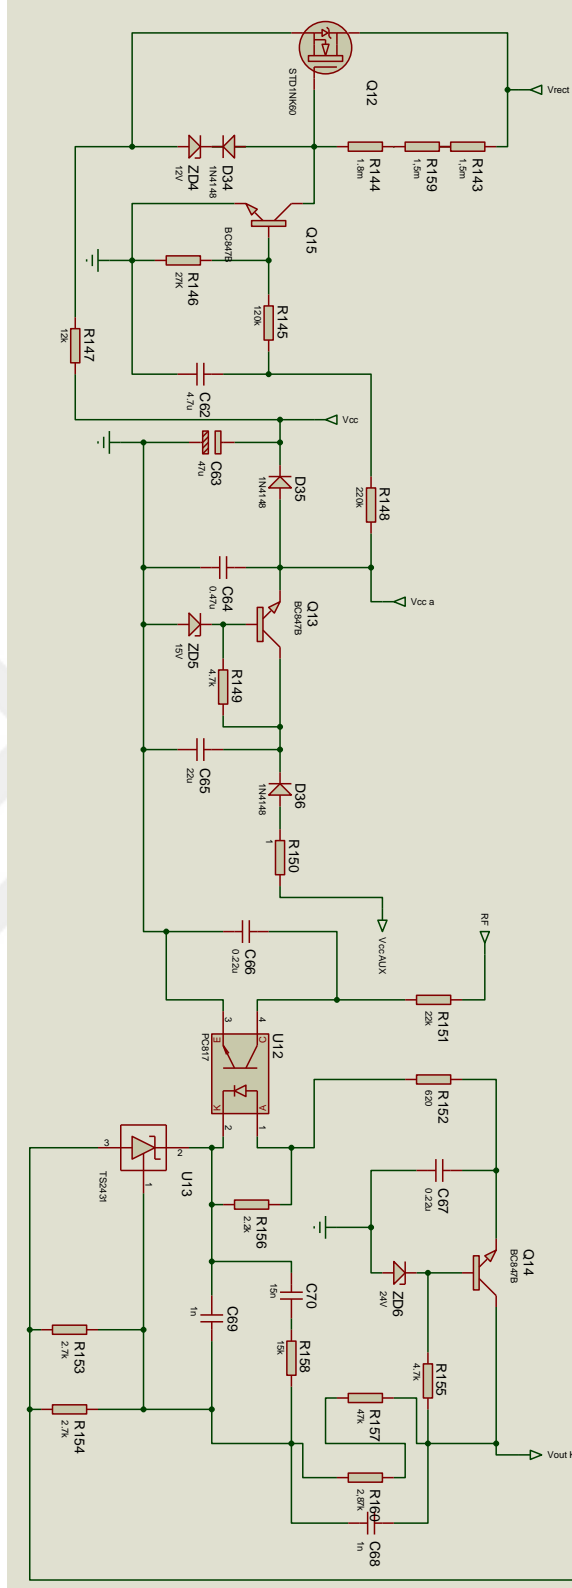 Q12
STD1NK60
Vrect
R144
1.8m
R159
1,5m
R143
1,5m
ZD4
12V
D34
1N4148
Q15
BC847B
R146
27K
R145
120k
R147
12k
C62
4.7u
Vcc
C63
47u
D35
1N4148
R148
220k
C64
0.47u
Q13
BC847B
Vcc a
ZD5
15V
R149
4.7k
C65
22u
D36
1N4148
R150
1
VccAUX
RF
C66
0.22u
R151
22k
U12
PC817
3
4
E
C
K
A
2
1
R152
620
U13
TS2431
3
2
1
R156
2.2k
C67
0.22u
Q14
BC847B
ZD6
24V
C70
15n
C69
1n
R158
15k
R155
4.7k
R153
2.7k
R154
2.7k
R157
47k
Vout
R160
2,87k
C68
1n